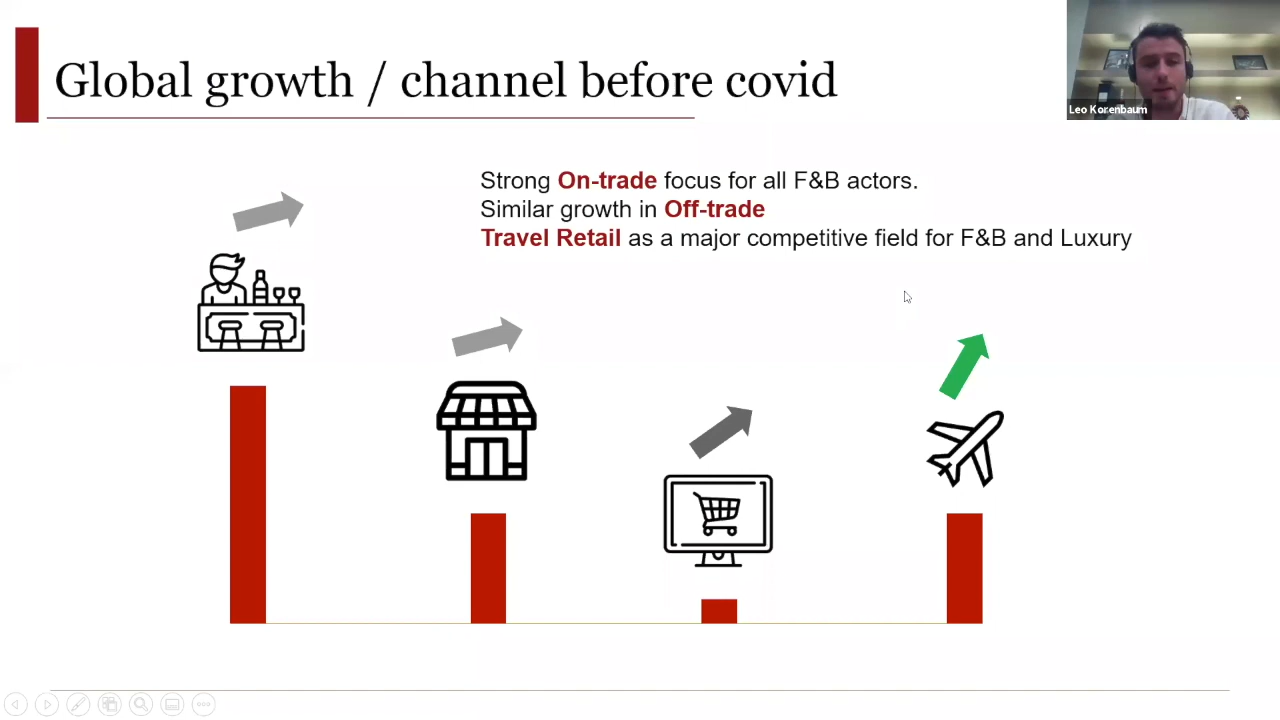 Global growth / channel before covid
Leo Korenbaum
Strong On-trade focus for all F&B actors.
Similar growth in Off-trade
Travel Retail as a major competitive field for F&B and Luxury